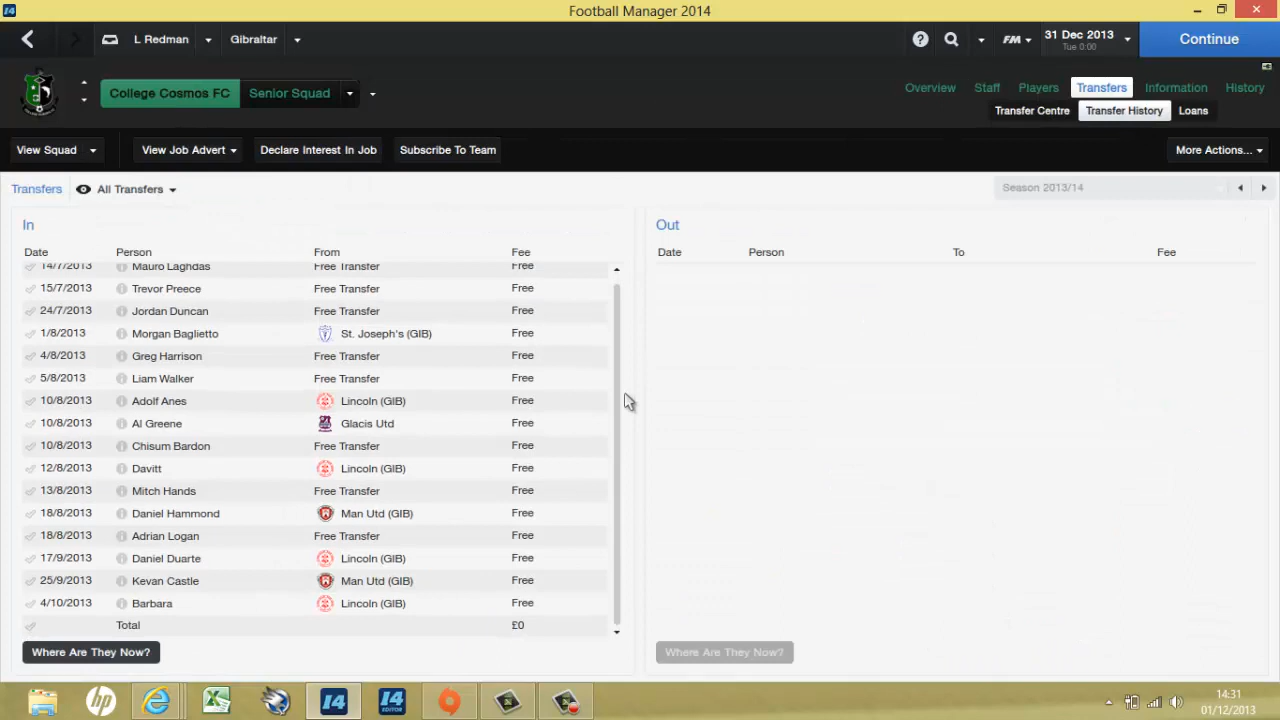 Football Manager 2014
L Redman
Gibraltar
FM
31 Dec 2013
Tue 0:00
Continue
College Cosmos FC
Senior Squad
Overview
Staff
Players
Transfers
Information
History
Transfer Centre
Transfer History
Loans
View Squad
View Job Advert
Declare Interest In Job
Subscribe To Team
More Actions...
Transfers
All Transfers
Season 2013/14
In
Date Person From Fee
14/7/2013 Mauro Laghdas Free Transfer Free
15/7/2013 Trevor Preece Free Transfer Free
24/7/2013 Jordan Duncan Free Transfer Free
1/8/2013 Morgan Baglietto St. Joseph's (GIB) Free
4/8/2013 Greg Harrison Free Transfer Free
5/8/2013 Liam Walker Free Transfer Free
10/8/2013 Adolf Anes Lincoln (GIB) Free
10/8/2013 Al Greene Glacis Utd Free
10/8/2013 Chisum Bardon Free Transfer Free
12/8/2013 Davitt Lincoln (GIB) Free
13/8/2013 Mitch Hands Free Transfer Free
18/8/2013 Daniel Hammond Man Utd (GIB) Free
18/8/2013 Adrian Logan Free Transfer Free
17/9/2013 Daniel Duarte Lincoln (GIB) Free
25/9/2013 Kevan Castle Man Utd (GIB) Free
4/10/2013 Barbara Lincoln (GIB) Free
Total £0
Where Are They Now?
Out
Date Person To Fee
Where Are They Now?
14:31
01/12/2013
14
hp
14
14
EDITOR